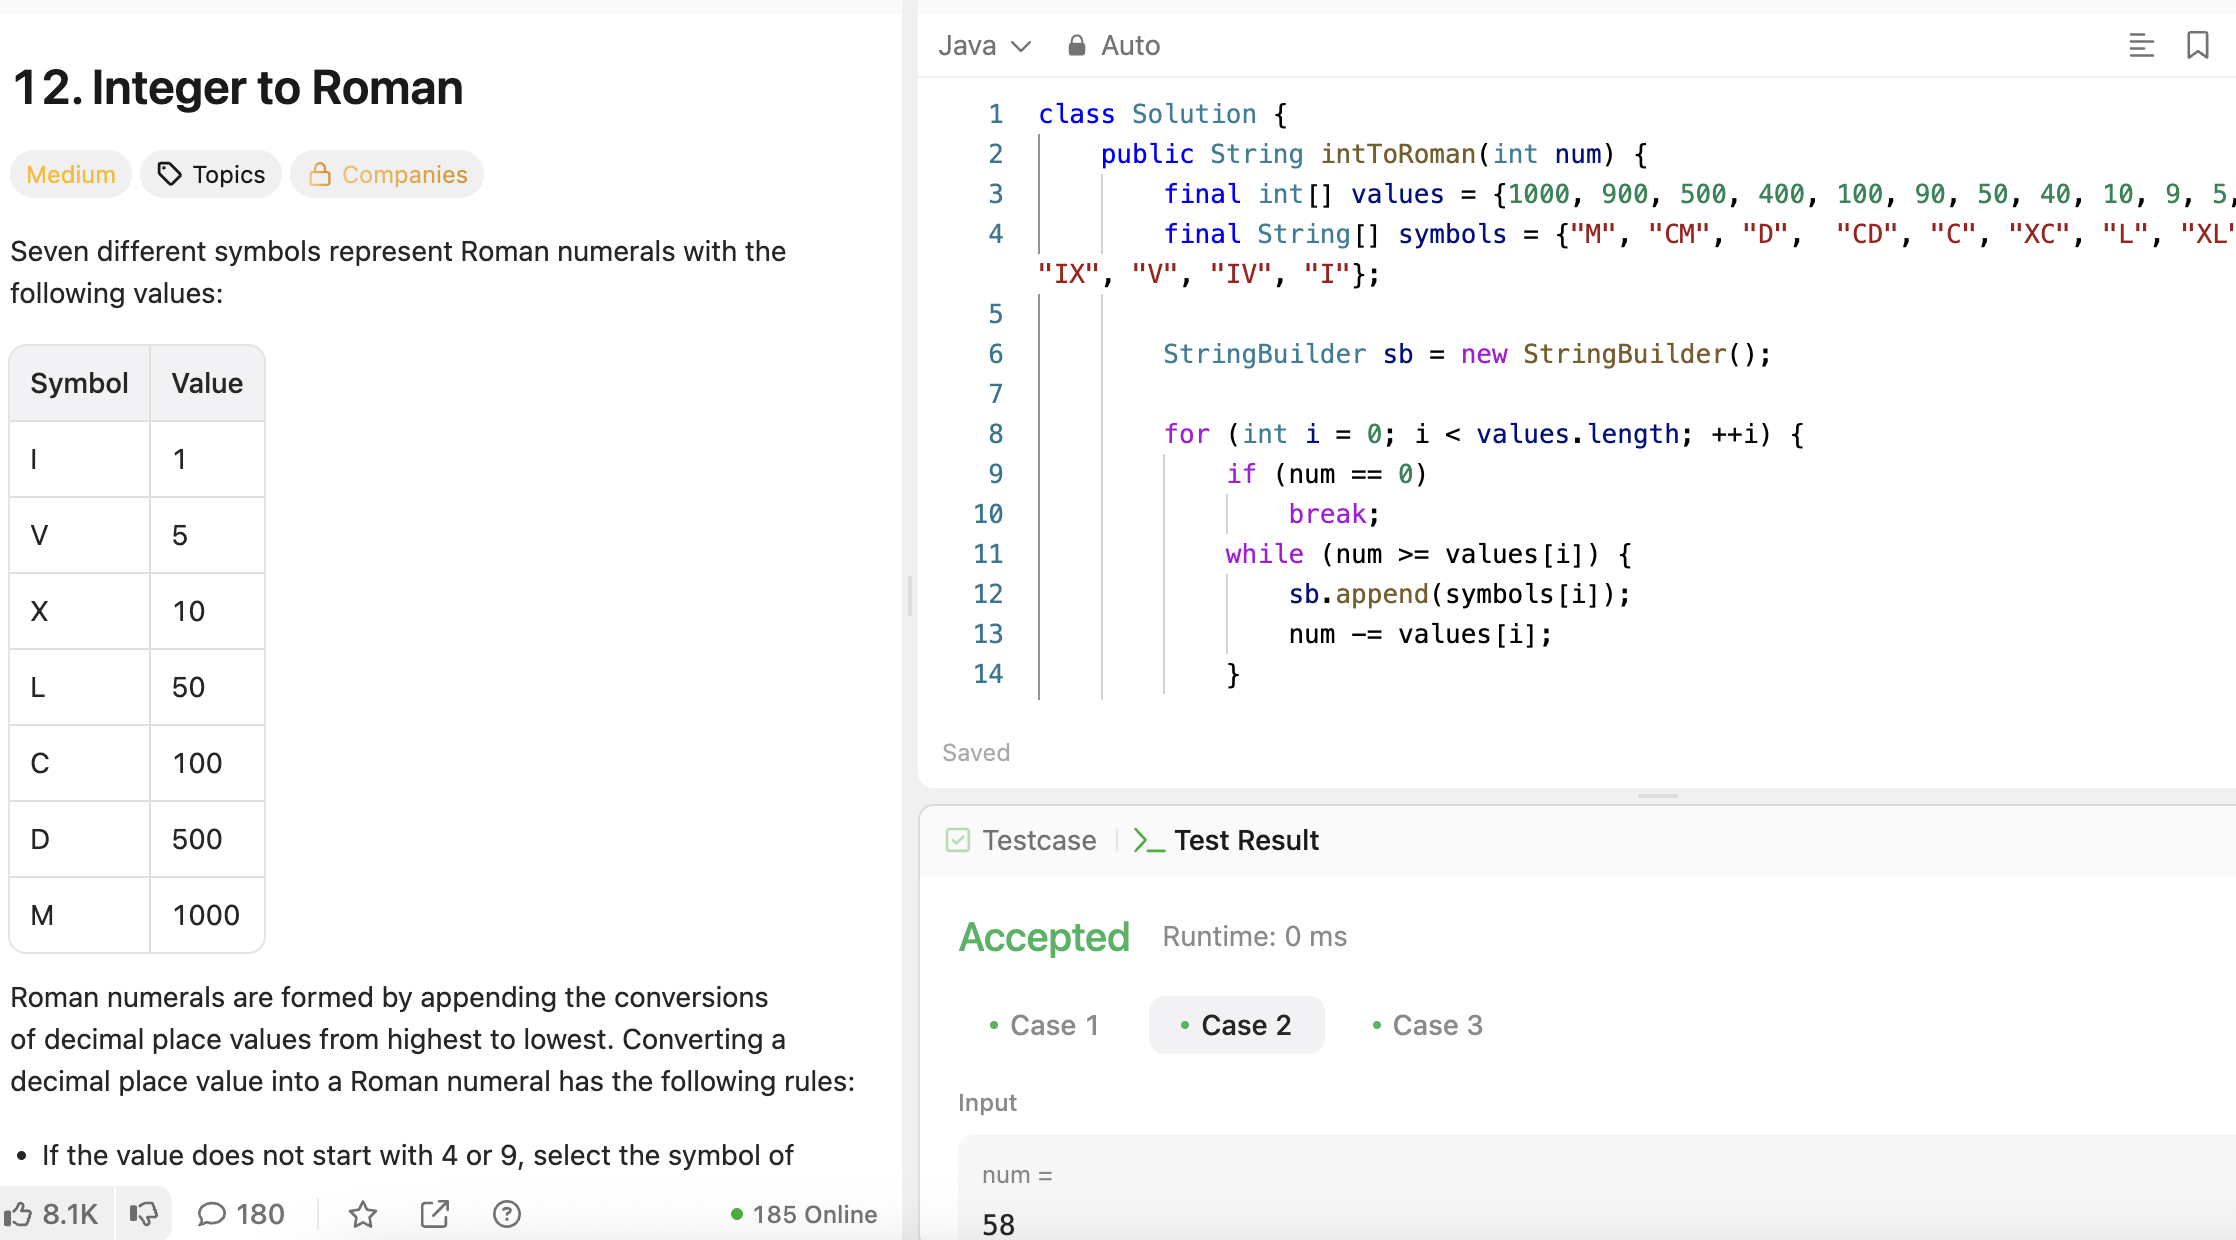 12. Integer to Roman
Medium Topics Companies
Seven different symbols represent Roman numerals with the
following values:
Symbol Value
I 1
V 5
X 10
L 50
C 100
D 500
M 1000
Roman numerals are formed by appending the conversions
of decimal place values from highest to lowest. Converting a
decimal place value into a Roman numeral has the following rules:
• If the value does not start with 4 or 9, select the symbol of
8.1K 180 185 Online
Java Auto
1 class Solution {
2 public String intToRoman(int num) {
3 final int[] values = {1000, 900, 500, 400, 100, 90, 50, 40, 10, 9, 5,
4 final String[] symbols = {"M", "CM", "D",  "CD", "C", "XC", "L", "XL"
"IX", "V", "IV", "I"};
5
6 StringBuilder sb = new StringBuilder();
7
8 for (int i = 0; i < values.length; ++i) {
9 if (num == 0)
10 break;
11 while (num >= values[i]) {
12 sb.append(symbols[i]);
13 num -= values[i];
14 }
Saved
Testcase >_ Test Result
Accepted Runtime: 0 ms
• Case 1 • Case 2 • Case 3
Input
num =
58